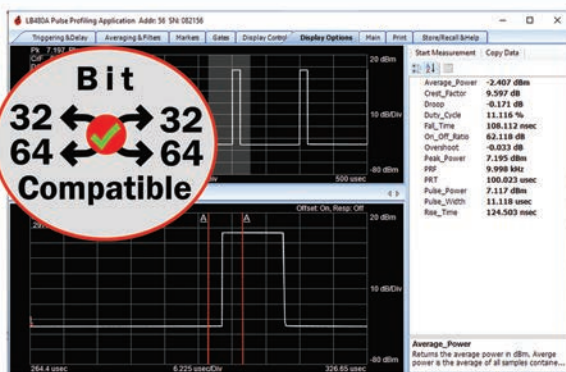 LB480A Pulse Profiling Application Addr: 56 SN: 082156
Triggering & Delay Averaging & Filters Markers Gates Display Control Display Options Main Print Store/Recall & Help
Start Measurement Copy Data
Pk 7.197,
20 dBm
10 dB/Div
-80 dBm
500 usec
Bit
32 32
64 64
Compatible
Average_Power -2.407 dBm
Crest_Factor 9.597 dB
Droop -0.171 dB
Duty_Cycle 11.116 %
Fall_Time 108.112 nsec
On_Off_Ratio 62.118 dB
Overshoot -0.033 dB
Peak_Power 7.195 dBm
PRF 9.998 kHz
PRT 100.023 usec
Pulse_Power 7.117 dBm
Pulse_Width 11.118 usec
Rise_Time 124.503 nsec
Offset: On, Resp: Off
A A
20 dBm
10 dB/Div
-80 dBm
264.4 usec 6.225 usec/Div 326.65 usec
Average_Power
Returns the average power in dBm. Averge
power is the average of all samples containe...